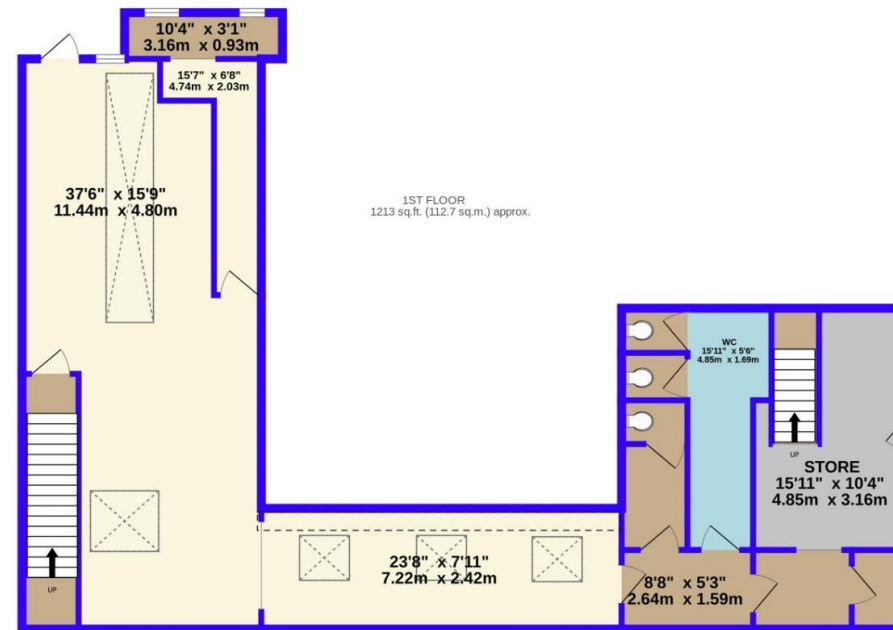 10'4" x 3'1"
3.16m x 0.93m
15'7" x 6'8"
4.74m x 2.03m
37'6" x 15'9"
11.44m x 4.80m
1ST FLOOR
1213 sq.ft. (112.7 sq.m.) approx.
WC
15'11" x 5'6"
4.85m x 1.69m
UP
STORE
15'11" x 10'4"
4.85m x 3.16m
23'8" x 7'11"
7.22m x 2.42m
8'8" x 5'3"
2.64m x 1.59m
UP